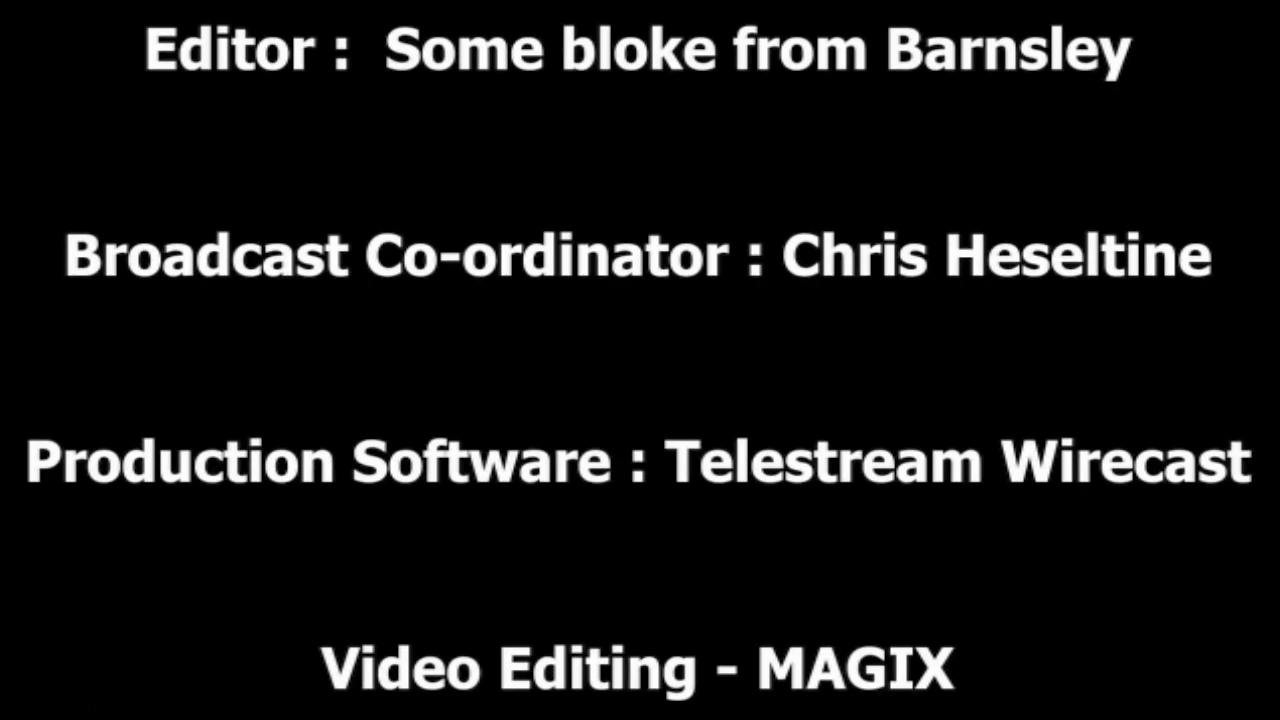 Editor :  Some bloke from Barnsley
Broadcast Co-ordinator : Chris Heseltine
Production Software : Telestream Wirecast
Video Editing - MAGIX